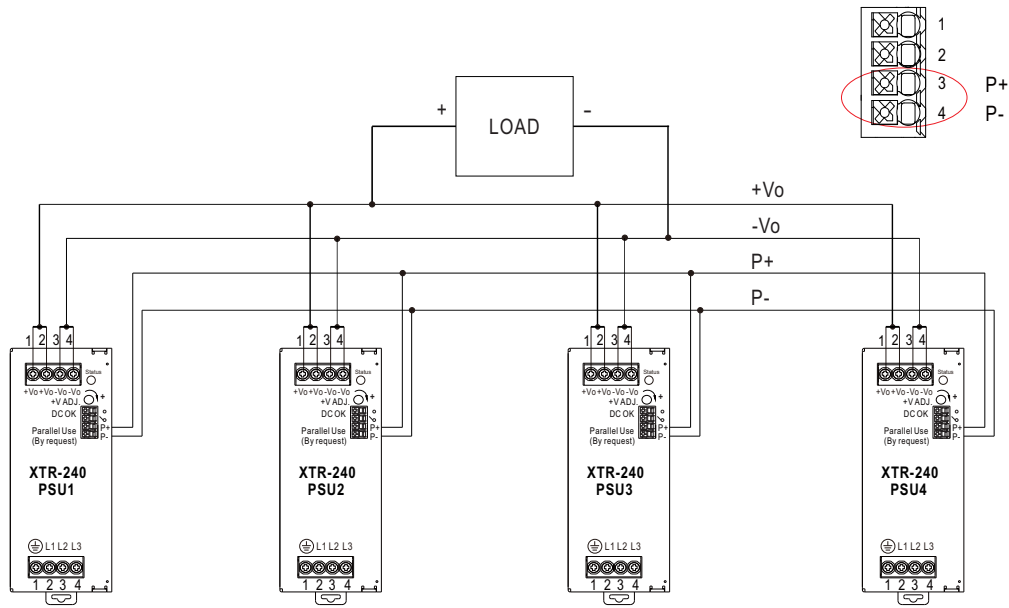 1
2
3 P+
4 P-
+ LOAD -
+Vo
-Vo
P+
P-
1 2 3 4
Status
+Vo+Vo-Vo-Vo
+V ADJ. +
DC OK
Parallel Use P+
(By request) P-
XTR-240
PSU1
L1 L2 L3
1 2 3 4
1 2 3 4
Status
+Vo+Vo-Vo-Vo
+V ADJ. +
DC OK
Parallel Use P+
(By request) P-
XTR-240
PSU2
L1 L2 L3
1 2 3 4
1 2 3 4
Status
+Vo+Vo-Vo-Vo
+V ADJ. +
DC OK
Parallel Use P+
(By request) P-
XTR-240
PSU3
L1 L2 L3
1 2 3 4
1 2 3 4
Status
+Vo+Vo-Vo-Vo
+V ADJ. +
DC OK
Parallel Use P+
(By request) P-
XTR-240
PSU4
L1 L2 L3
1 2 3 4